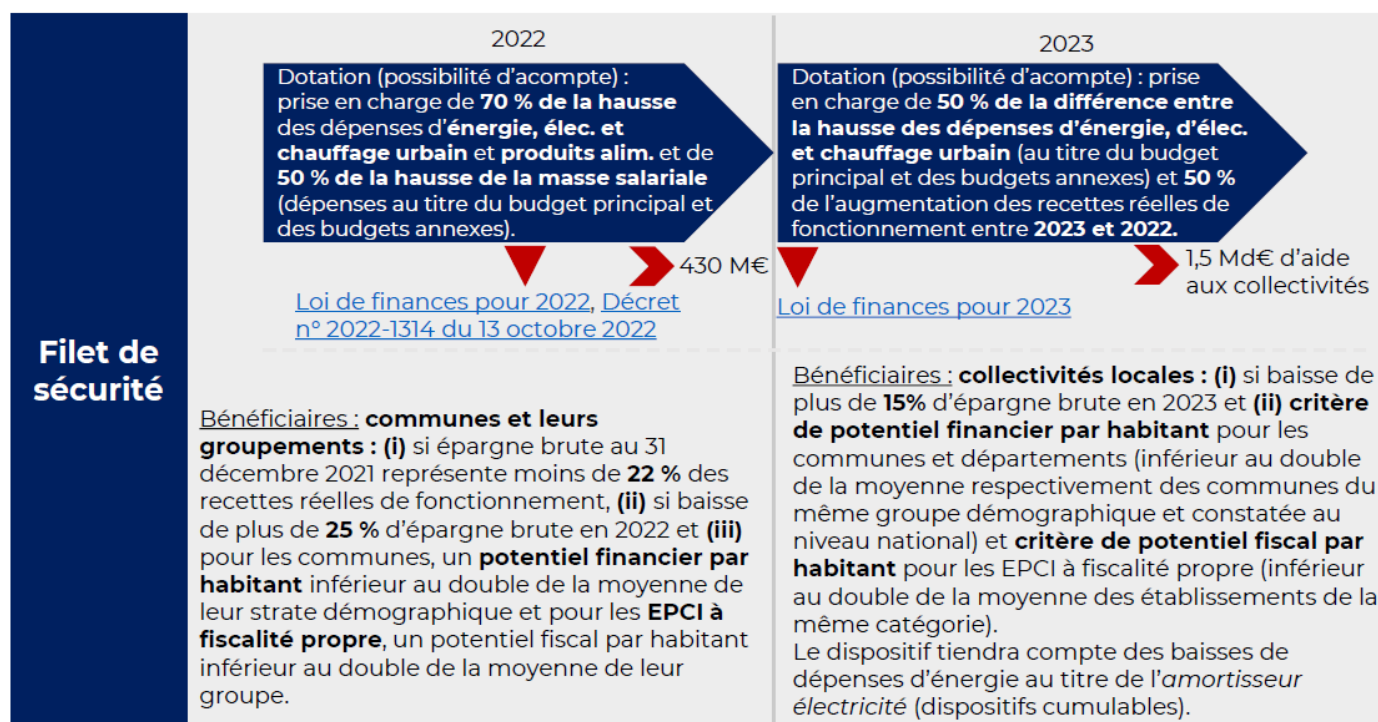 Filet de
sécurité
2022
Dotation (possibilité d'acompte) :
prise en charge de 70 % de la hausse
des dépenses d'énergie, élec. et
chauffage urbain et produits alim. et de
50 % de la hausse de la masse salariale
(dépenses au titre du budget principal et
des budgets annexes).
430 M€
Loi de finances pour 2022, Décret
n° 2022-1314 du 13 octobre 2022
Bénéficiaires : communes et leurs
groupements : (i) si épargne brute au 31
décembre 2021 représente moins de 22 % des
recettes réelles de fonctionnement, (ii) si baisse
de plus de 25 % d'épargne brute en 2022 et (iii)
pour les communes, un potentiel financier par
habitant inférieur au double de la moyenne de
leur strate démographique et pour les EPCI à
fiscalité propre, un potentiel fiscal par habitant
inférieur au double de la moyenne de leur
groupe.
2023
Dotation (possibilité d'acompte) : prise
en charge de 50 % de la différence entre
la hausse des dépenses d'énergie, d'élec.
et chauffage urbain (au titre du budget
principal et des budgets annexes) et 50 %
de l'augmentation des recettes réelles de
fonctionnement entre 2023 et 2022.
1,5 Md€ d'aide
aux collectivités
Loi de finances pour 2023
Bénéficiaires : collectivités locales : (i) si baisse de
plus de 15% d'épargne brute en 2023 et (ii) critère
de potentiel financier par habitant pour les
communes et départements (inférieur au double
de la moyenne respectivement des communes du
même groupe démographique et constatée au
niveau national) et critère de potentiel fiscal par
habitant pour les EPCI à fiscalité propre (inférieur
au double de la moyenne des établissements de la
même catégorie).
Le dispositif tiendra compte des baisses de
dépenses d'énergie au titre de l'amortisseur
électricité (dispositifs cumulables).